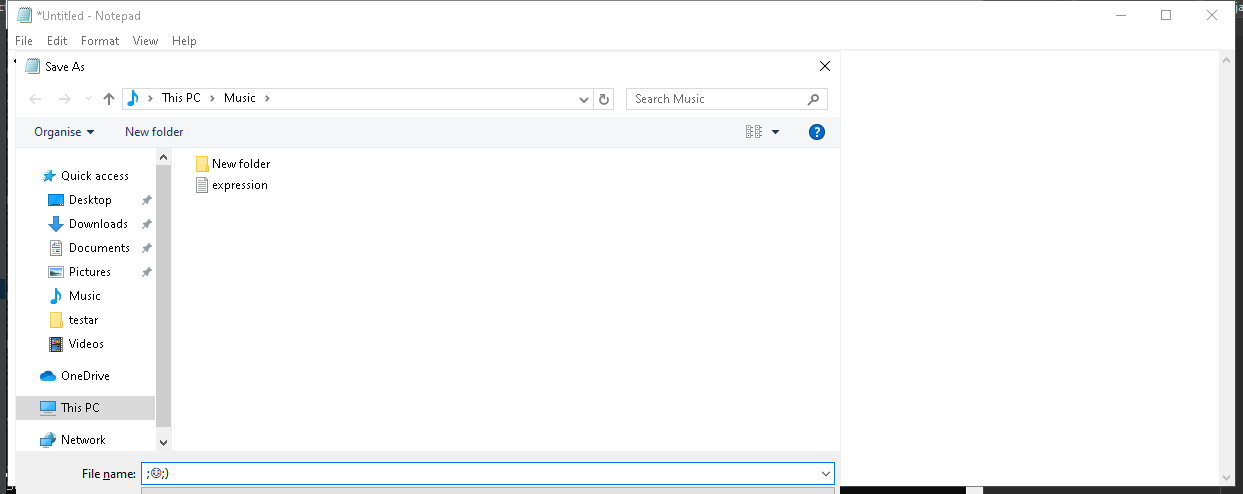 *Untitled - Notepad
File Edit Format View Help
Save As
This PC Music
Search Music
Organise New folder
?
Quick access
Desktop
Downloads
Documents
Pictures
Music
testar
Videos
OneDrive
This PC
Network
New folder
expression
File name: ;☺;)